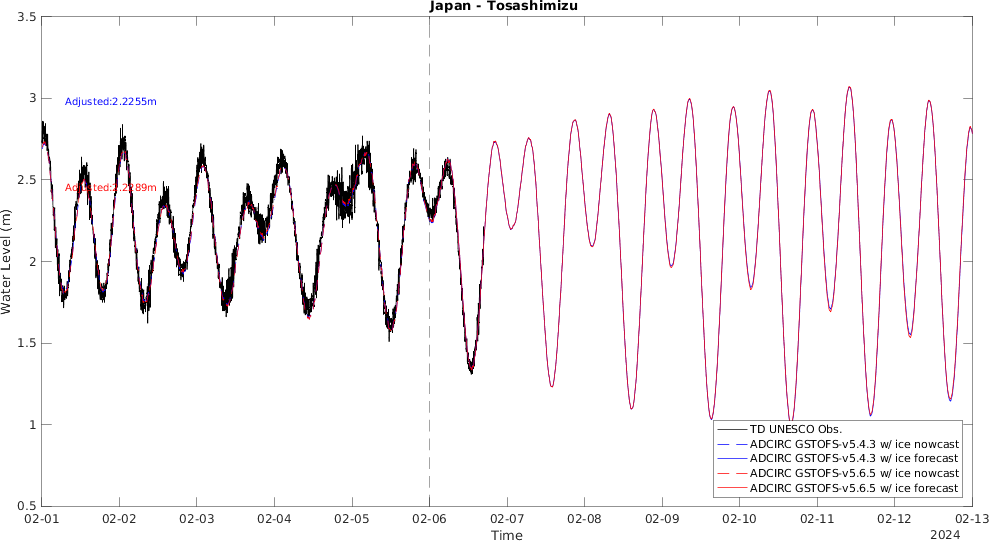 Japan - Tosashimizu
3.5
3
2.5
2
1.5
1
0.5
Water Level (m)
Adjusted:2.2255m
Adjusted:2.2289m
TD UNESCO Obs.
ADCIRC GSTOFS-v5.4.3 w/ ice nowcast
ADCIRC GSTOFS-v5.4.3 w/ ice forecast
ADCIRC GSTOFS-v5.6.5 w/ ice nowcast
ADCIRC GSTOFS-v5.6.5 w/ ice forecast
02-01 02-02 02-03 02-04 02-05 02-06 02-07 02-08 02-09 02-10 02-11 02-12 02-13
Time
2024